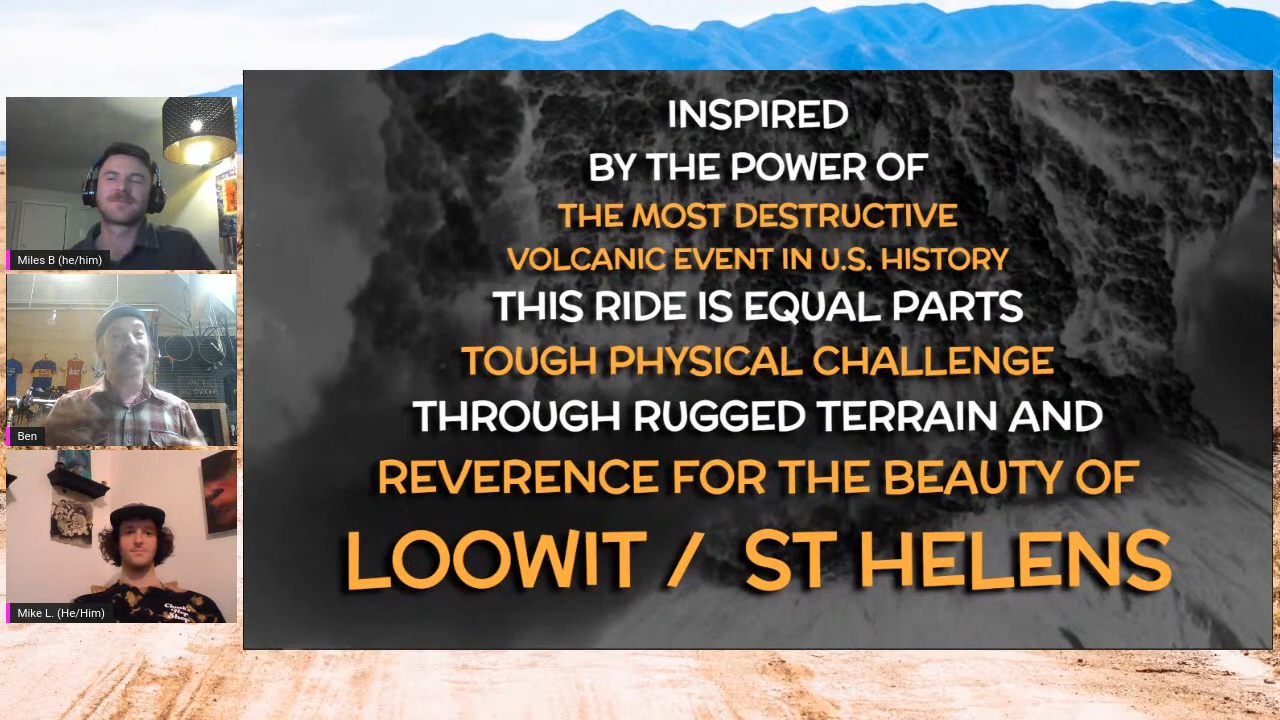 INSPIRED
BY THE POWER OF
THE MOST DESTRUCTIVE
VOLCANIC EVENT IN U.S. HISTORY
THIS RIDE IS EQUAL PARTS
TOUGH PHYSICAL CHALLENGE
THROUGH RUGGED TERRAIN AND
REVERENCE FOR THE BEAUTY OF
LOOWIT / ST HELENS
Miles B (he/him)
Ben
Mike L. (He/Him)